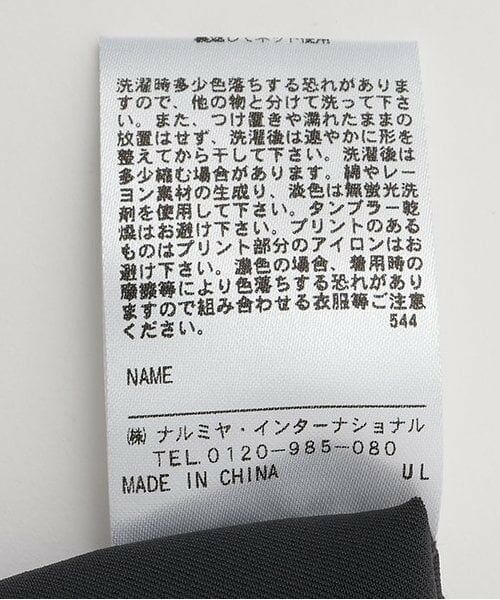 裏返してネット使用
洗濯時多少色落ちする恐れがありま
すので、他の物と分けて洗って下さ
い。また、つけ置きや濡れたままの
放置はせず、洗濯後は速やかに形を
整えてから干して下さい。洗濯後は
多少縮む場合があります。綿やレー
ヨン素材の生成り、淡色は無蛍光洗
剤を使用して下さい。タンブラー乾
燥はお避け下さい。プリントのある
ものはプリント部分のアイロンはお
避け下さい。濃色の場合、着用時の
摩擦等により色落ちする恐れがあり
ますので組み合わせる衣服等ご注意
ください。 544
NAME
㈱ ナルミヤ・インターナショナル
TEL.0120-985-080
MADE IN CHINA UL